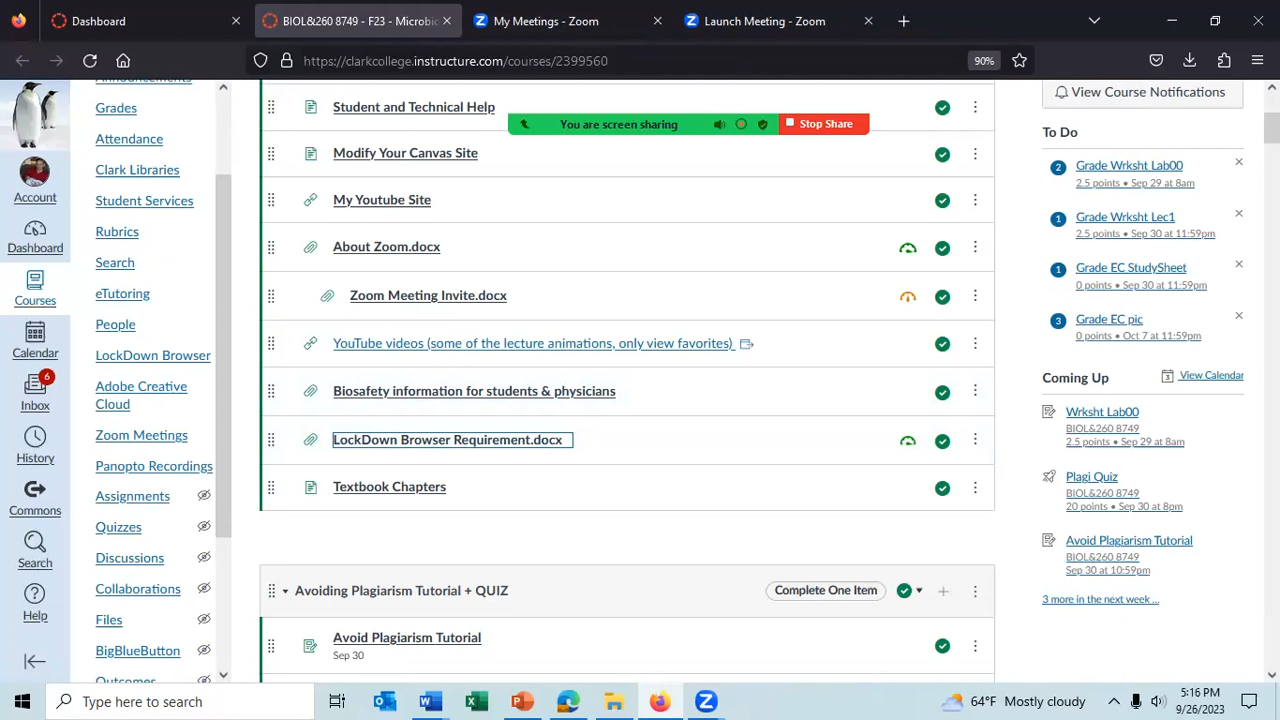 Dashboard
BIOL&260 8749 - F23 - Microbic
My Meetings - Zoom
Launch Meeting - Zoom
https://clarkcollege.instructure.com/courses/2399560
90%
Account
Dashboard
Courses
Calendar
6
Inbox
History
Commons
Search
Help
Announcements
Grades
Attendance
Clark Libraries
Student Services
Rubrics
Search
eTutoring
People
LockDown Browser
Adobe Creative
Cloud
Zoom Meetings
Panopto Recordings
Assignments
Quizzes
Discussions
Collaborations
Files
BigBlueButton
Outcomes
Student and Technical Help
You are screen sharing
Stop Share
Modify Your Canvas Site
My Youtube Site
About Zoom.docx
Zoom Meeting Invite.docx
YouTube videos (some of the lecture animations, only view favorites)
Biosafety information for students & physicians
LockDown Browser Requirement.docx
Textbook Chapters
Avoiding Plagiarism Tutorial + QUIZ
Complete One Item
Avoid Plagiarism Tutorial
Sep 30
View Course Notifications
To Do
2 Grade Wrksht Lab00
2.5 points • Sep 29 at 8am
1 Grade Wrksht Lec1
2.5 points • Sep 30 at 11:59pm
1 Grade EC StudySheet
0 points • Sep 30 at 11:59pm
3 Grade EC pic
0 points • Oct 7 at 11:59pm
Coming Up
View Calendar
Wrksht Lab00
BIOL&260 8749
2.5 points • Sep 29 at 8am
Plagi Quiz
BIOL&260 8749
20 points • Sep 30 at 8pm
Avoid Plagiarism Tutorial
BIOL&260 8749
Sep 30 at 10:59pm
3 more in the next week ...
Type here to search
64°F Mostly cloudy
5:16 PM
9/26/2023